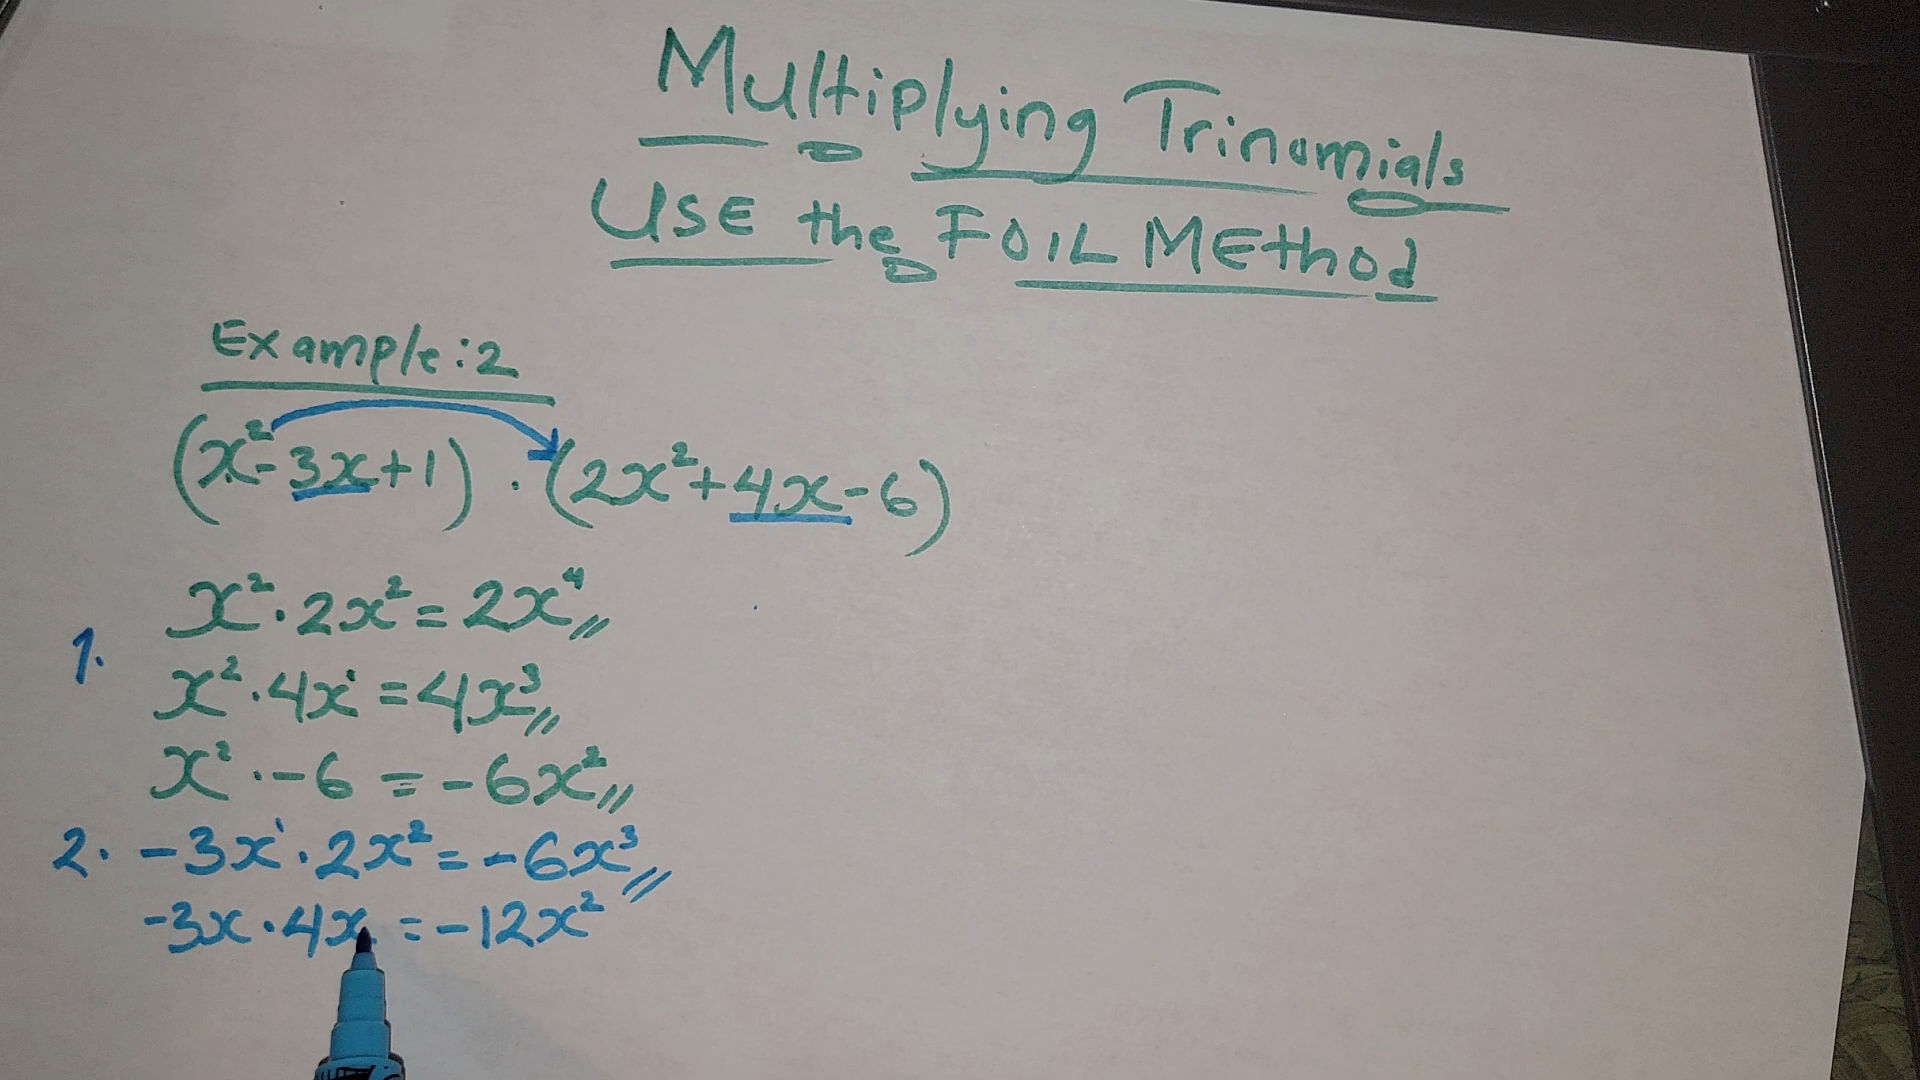 Multiplying Trinomials
USE the FOIL METhod
Example:2
(x²-3x+1) · (2x²+4x-6)
x²·2x²=2x⁴
1.
x²·4x¹=4x³
x²·-6=-6x²
2. -3x¹·2x²=-6x³
-3x·4x=-12x²